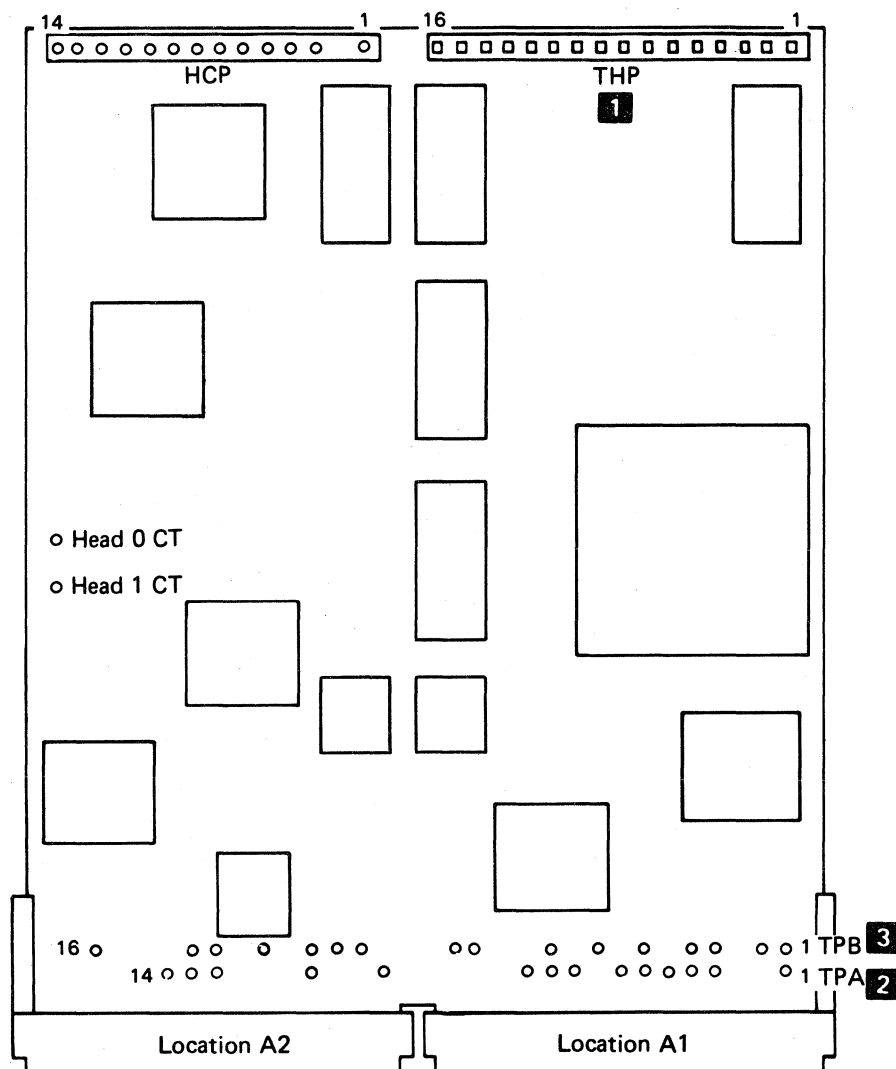 14 1 16 1
HCP THP
1
Head 0 CT
Head 1 CT
16 1 TPB 3
14 1 TPA 2
Location A2 Location A1